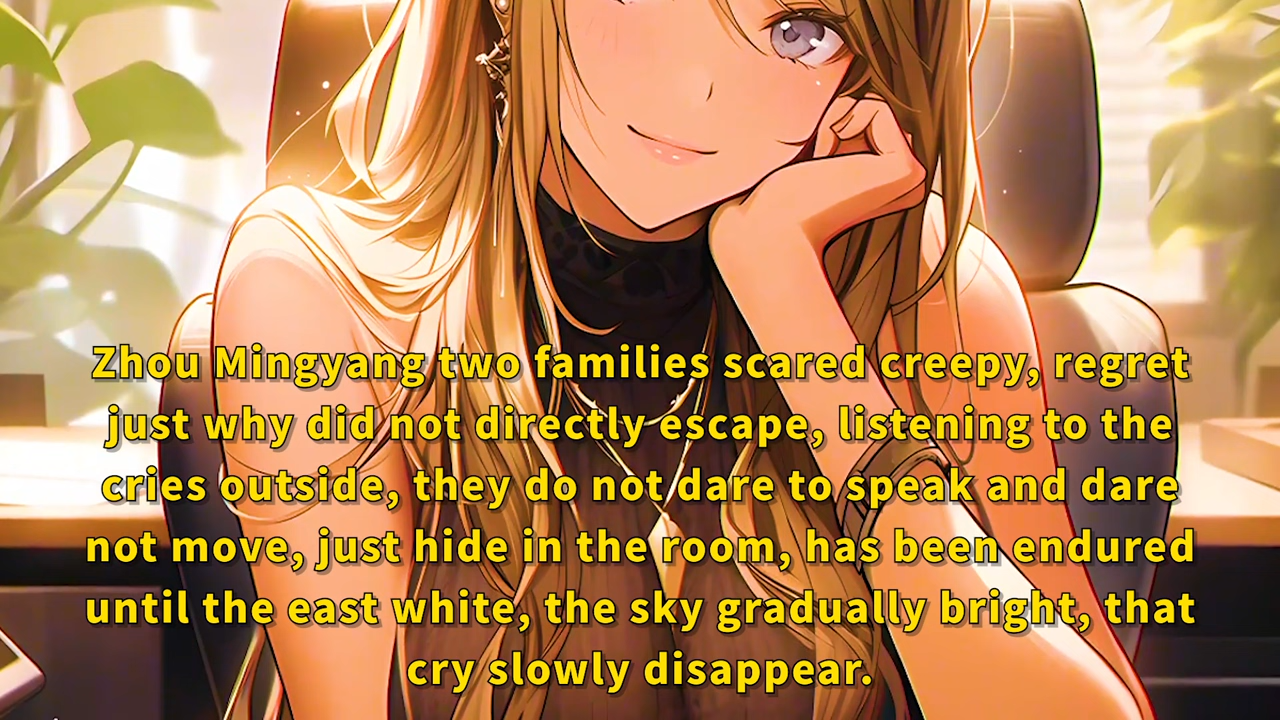 Zhou Mingyang two families scared creepy, regret
just why did not directly escape, listening to the
cries outside, they do not dare to speak and dare
not move, just hide in the room, has been endured
until the east white, the sky gradually bright, that
cry slowly disappear.